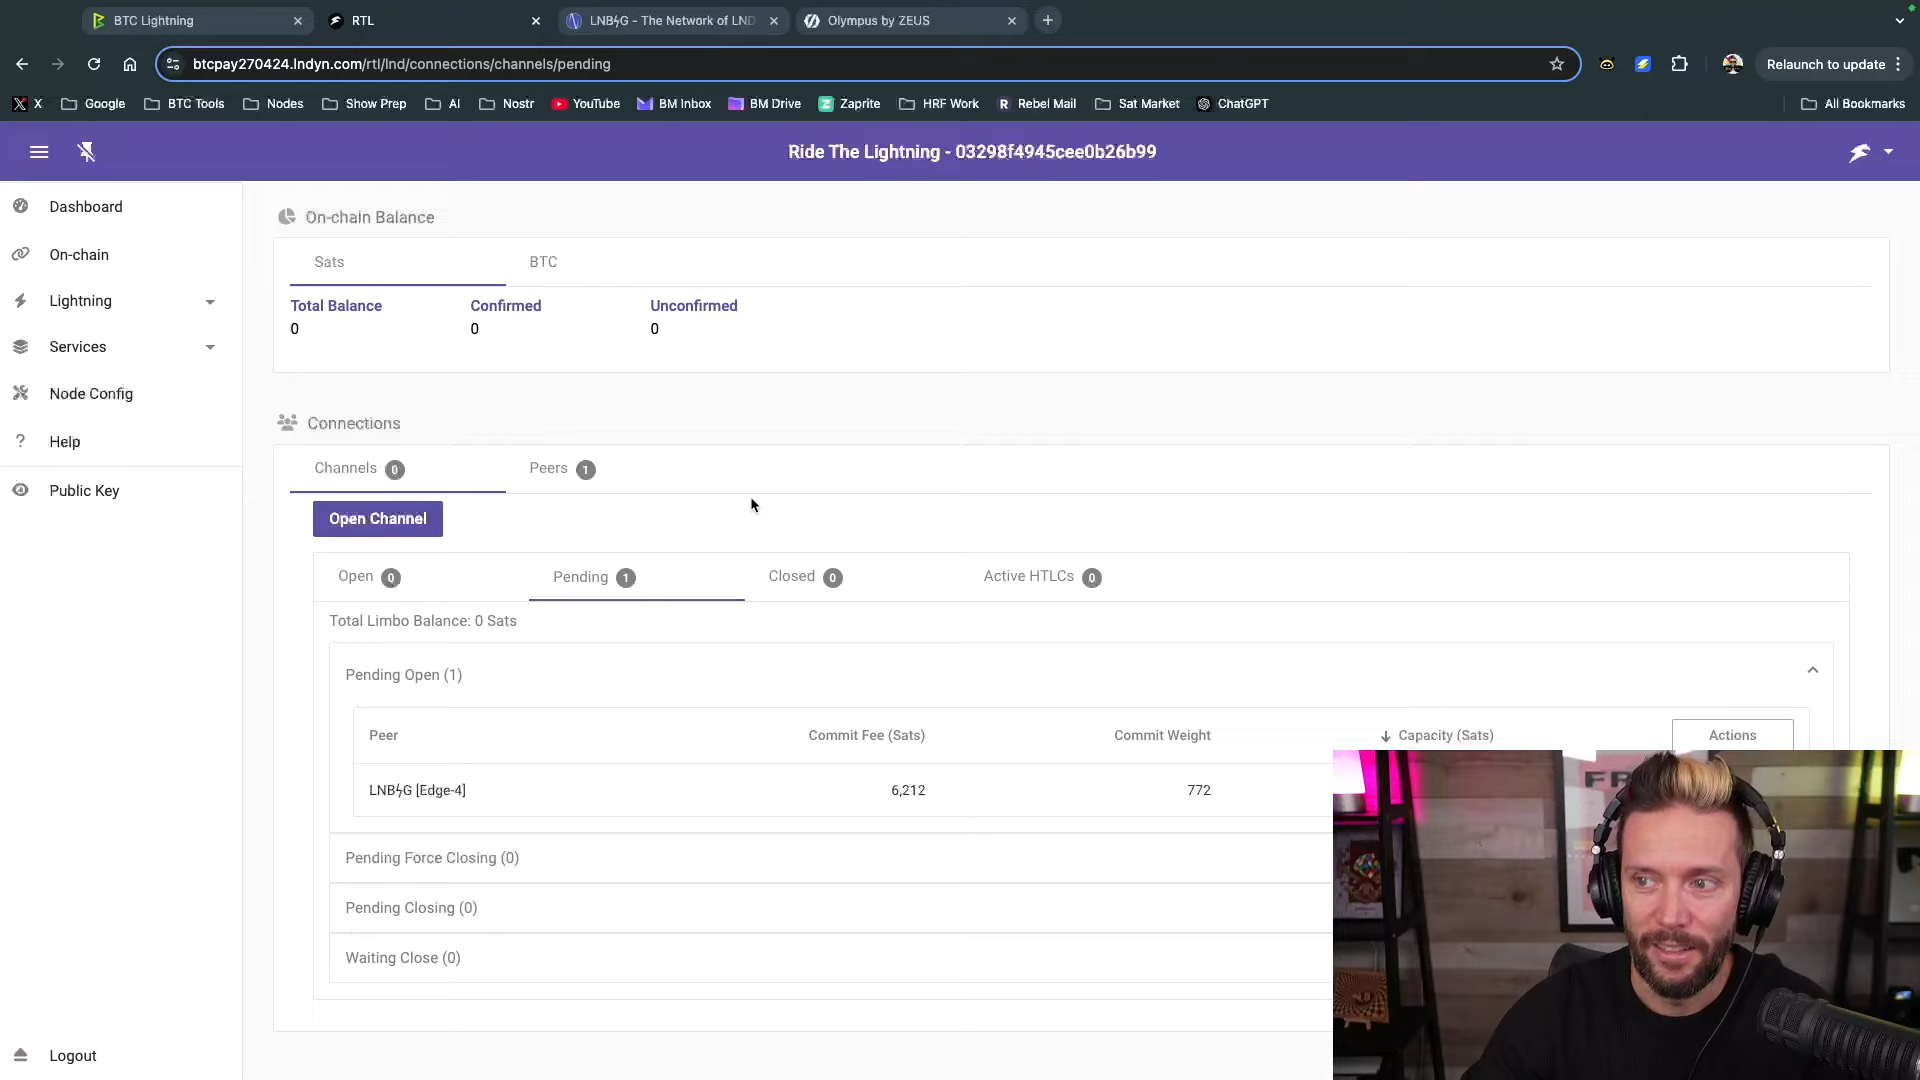 BTC Lightning
RTL
LNBϟG - The Network of LND
Olympus by ZEUS
btcpay270424.lndyn.com/rtl/lnd/connections/channels/pending
Relaunch to update
X
Google
BTC Tools
Nodes
Show Prep
AI
Nostr
YouTube
BM Inbox
BM Drive
Zaprite
HRF Work
R Rebel Mail
Sat Market
ChatGPT
All Bookmarks
Ride The Lightning - 03298f4945cee0b26b99
Dashboard
On-chain
Lightning
Services
Node Config
? Help
Public Key
Logout
On-chain Balance
Sats BTC
Total Balance Confirmed Unconfirmed
0 0 0
Connections
Channels 0 Peers 1
Open Channel
Open 0 Pending 1 Closed 0 Active HTLCs 0
Total Limbo Balance: 0 Sats
Pending Open (1)
Peer Commit Fee (Sats) Commit Weight Capacity (Sats) Actions
LNBϟG [Edge-4] 6,212 772
Pending Force Closing (0)
Pending Closing (0)
Waiting Close (0)